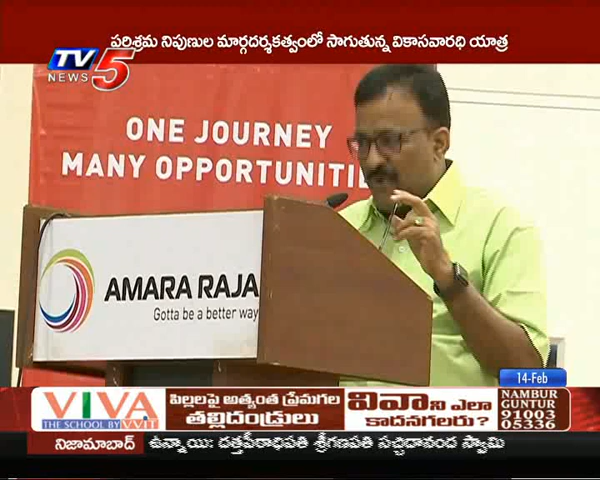 పరిశ్రమ నిపుణుల మార్గదర్శకత్వంలో సాగుతున్న వికాసవారధి యాత్ర
TV5
NEWS
ONE JOURNEY
MANY OPPORTUNITIE
AMARA RAJA
Gotta be a better way
14-Feb
VIVA
THE SCHOOL BY VVIT
పిల్లలపై అత్యంత ప్రేమగల
తల్లిదండ్రులు
వివా ని ఎలా
కాదనగలరు?
NAMBUR
GUNTUR
91003
05336
నిజామాబాద్ ఉన్నాయి: దత్తపీఠాధిపతి శ్రీగణపతి సచ్చిదానంద స్వామి